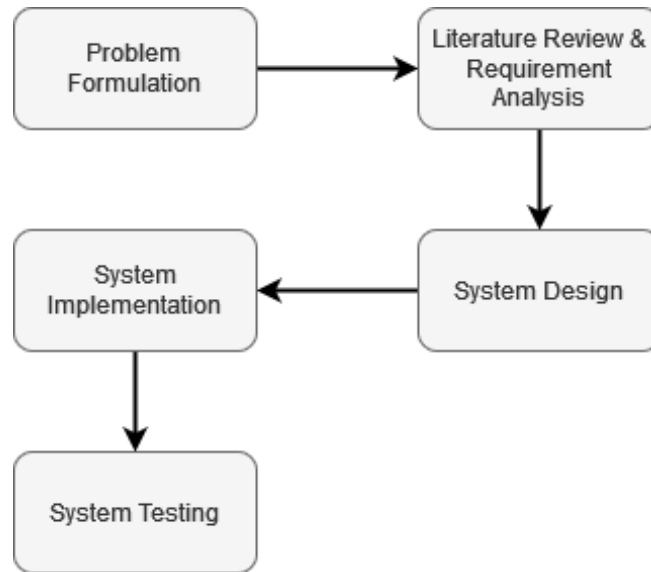 Problem
Formulation
Literature Review &
Requirement
Analysis
System Design
System
Implementation
System Testing